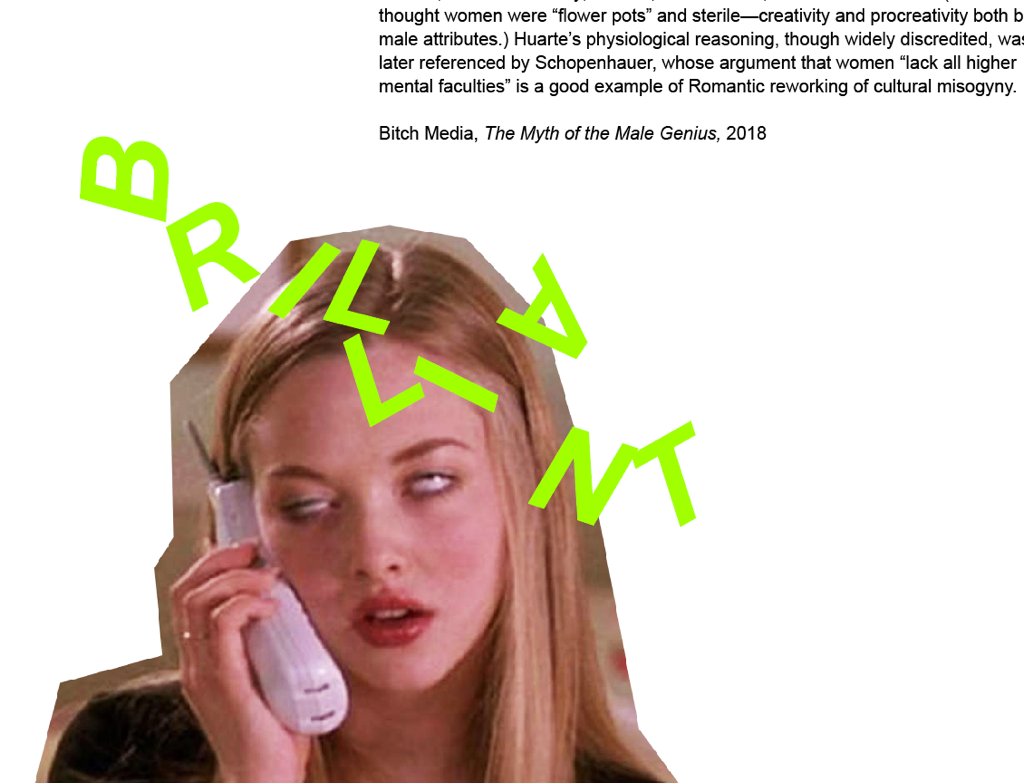 thought women were “flower pots” and sterile—creativity and procreativity both
male attributes.) Huarte’s physiological reasoning, though widely discredited,
later referenced by Schopenhauer, whose argument that women “lack all higher
mental faculties” is a good example of Romantic reworking of cultural misogyny.
Bitch Media, The Myth of the Male Genius, 2018
BRILLIANT